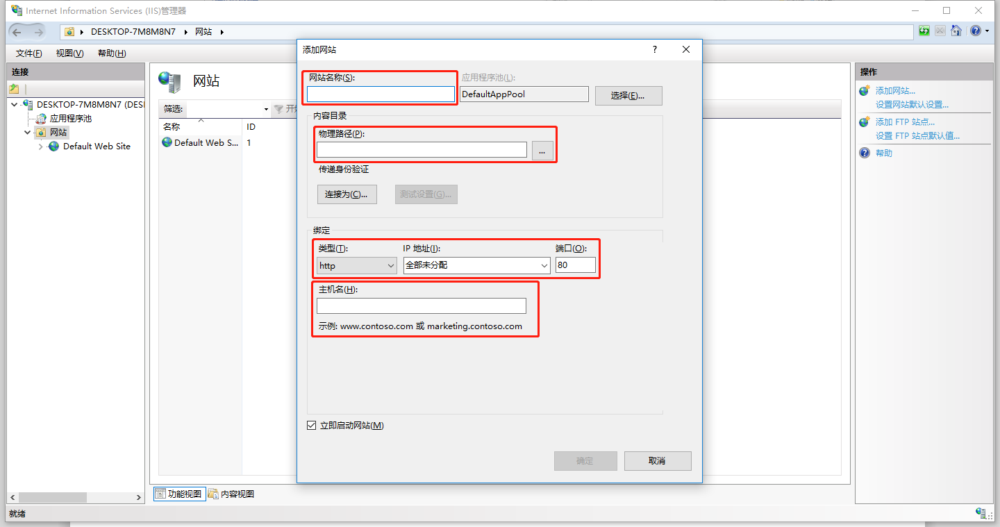 Internet Information Services (IIS)管理器
DESKTOP-7M8M8N7 网站
文件(F) 视图(V) 帮助(H)
连接
DESKTOP-7M8M8N7 (DESI
应用程序池
网站
Default Web Site
网站
筛选:
名称 ID
Default Web S... 1
功能视图 内容视图
添加网站
?
网站名称(S):
应用程序池(L):
DefaultAppPool
选择(E)...
内容目录
物理路径(P):
...
传递身份验证
连接为(C)...
测试设置(G)...
绑定
类型(T): IP 地址(I): 端口(O):
http 全部未分配 80
主机名(H):
示例: www.contoso.com 或 marketing.contoso.com
立即启动网站(M)
确定 取消
操作
添加网站...
设置网站默认设置...
添加 FTP 站点...
设置 FTP 站点默认值...
帮助
就绪